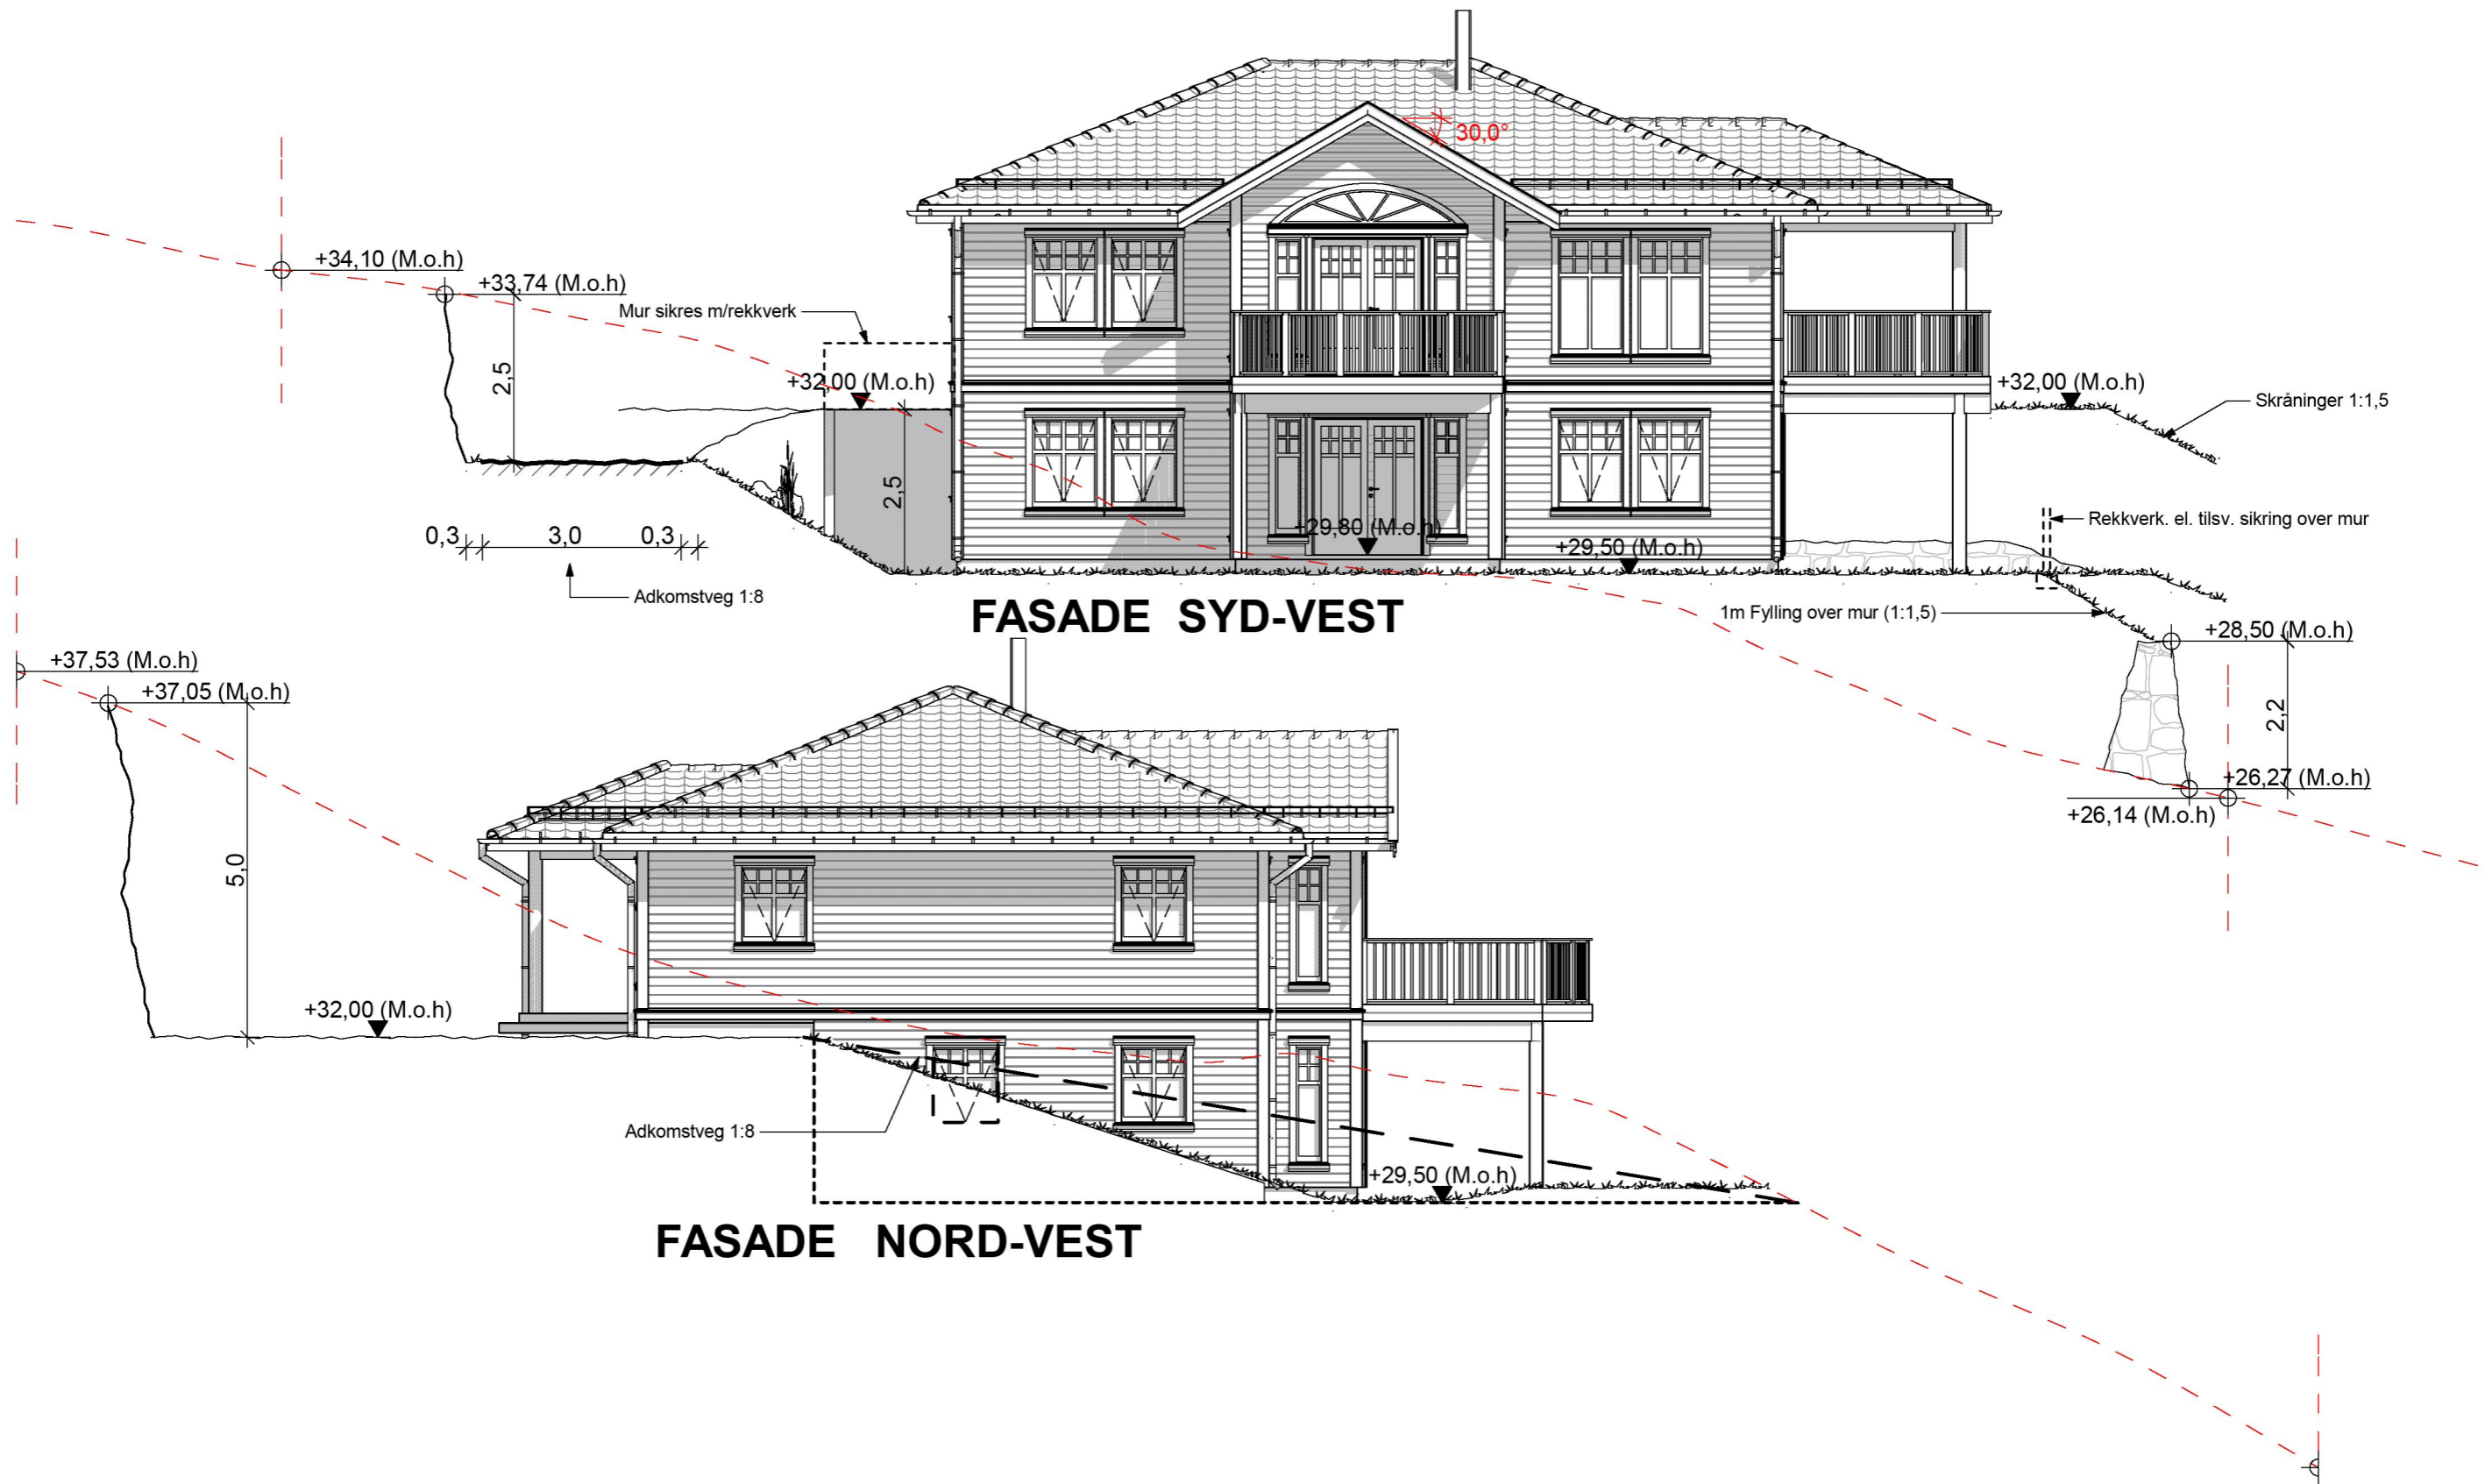 30,0°
+34,10 (M.o.h)
+33,74 (M.o.h)
Mur sikres m/rekkverk
2,5
+32,00 (M.o.h)
+32,00 (M.o.h)
Skråninger 1:1,5
2,5
Rekkverk. el. tilsv. sikring over mur
0,3
3,0
0,3
+29,80 (M.o.h)
+29,50 (M.o.h)
Adkomstveg 1:8
FASADE SYD-VEST
1m Fylling over mur (1:1,5)
+28,50 (M.o.h)
2,2
+26,27 (M.o.h)
+26,14 (M.o.h)
+37,53 (M.o.h)
+37,05 (M.o.h)
5,0
+32,00 (M.o.h)
Adkomstveg 1:8
+29,50 (M.o.h)
FASADE NORD-VEST